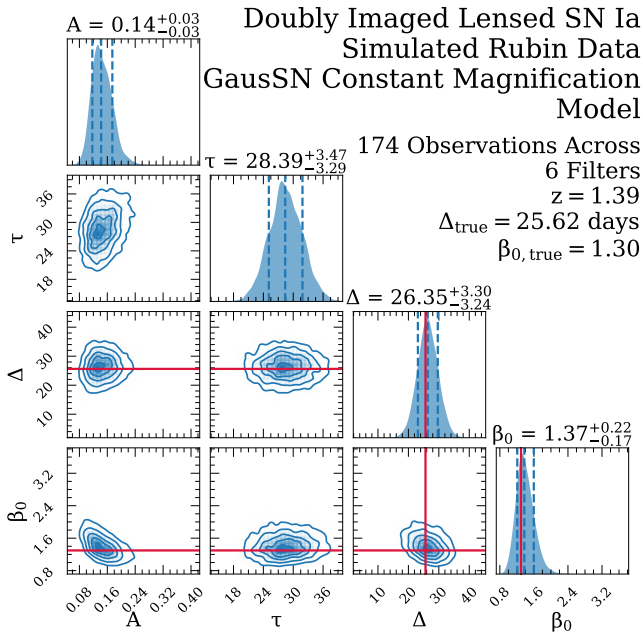 Doubly Imaged Lensed SN Ia
Simulated Rubin Data
GausSN Constant Magnification
Model
174 Observations Across
6 Filters
z = 1.39
Δtrue = 25.62 days
β0, true = 1.30
A = 0.14+0.03−0.03
τ = 28.39+3.47−3.29
36
30
24
18
τ
Δ = 26.35+3.30−3.24
40
30
20
10
Δ
β0 = 1.37+0.22−0.17
3.2
2.4
1.6
0.8
β0
0.08 0.16 0.24 0.32 0.40
12 18 24 30 36
10 20 30 40
0.8 1.6 2.4 3.2
A τ Δ β0